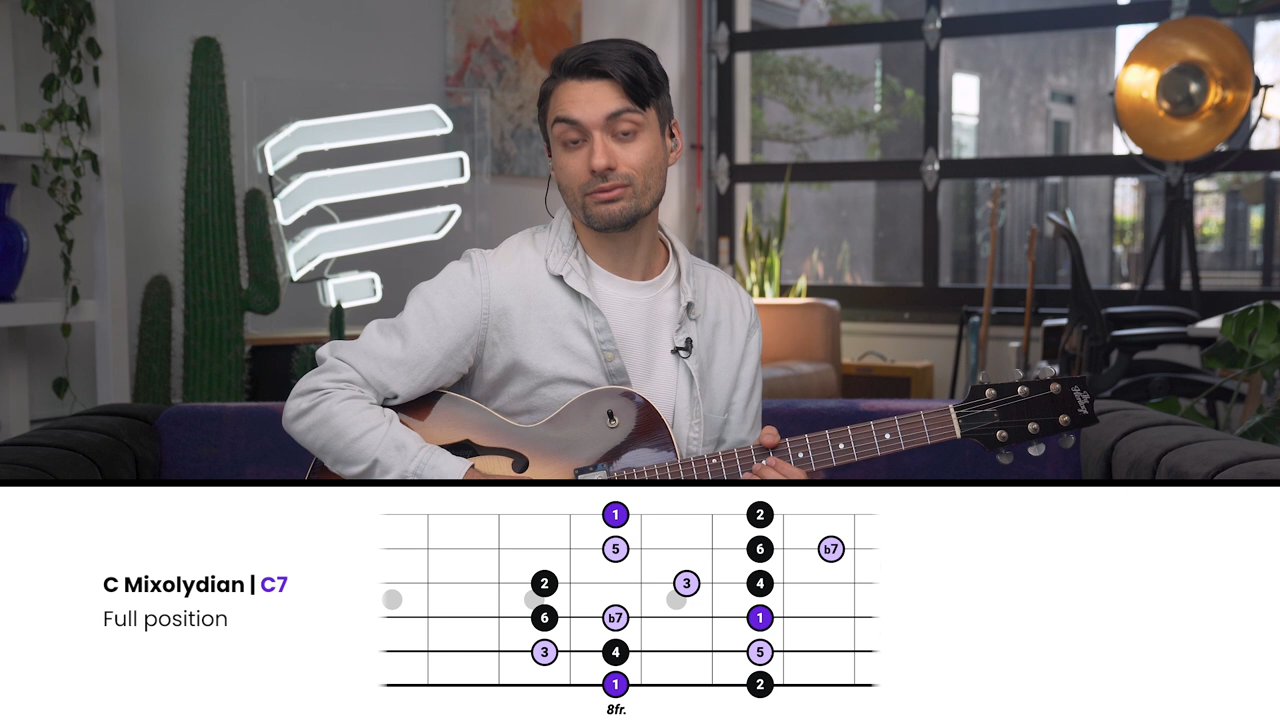 1 2
C Mixolydian | C7
Full position
5 6 b7
2 3 4
6 b7 1
3 4 5
1 2
8fr.